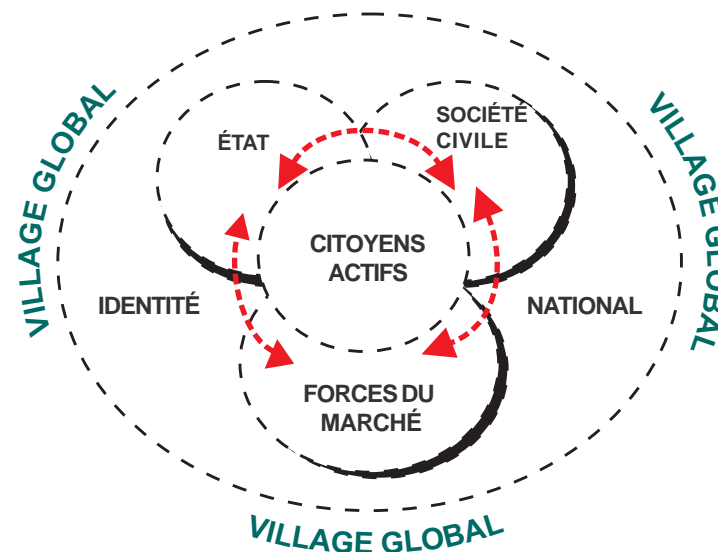 VILLAGE GLOBAL
VILLAGE GLOBAL
ÉTAT
SOCIÉTÉ
CIVILE
CITOYENS
ACTIFS
IDENTITÉ
NATIONAL
FORCES DU
MARCHÉ
VILLAGE GLOBAL